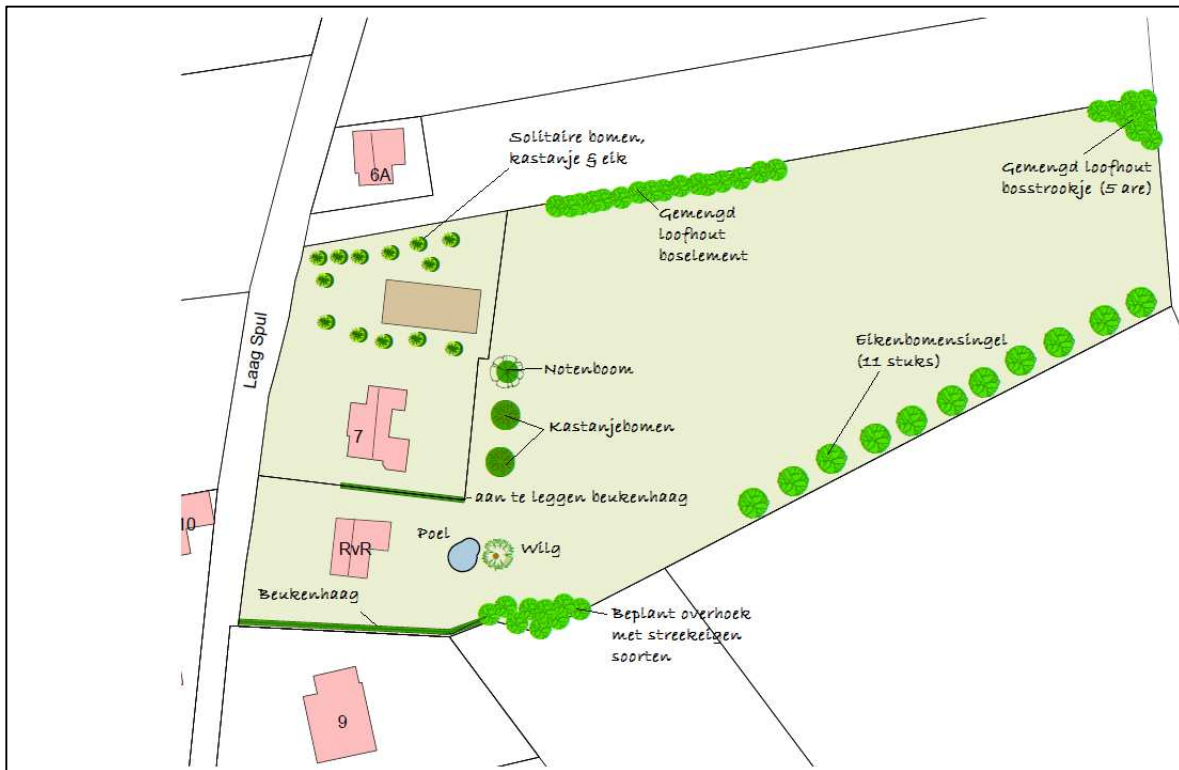 6A
Solitaire bomen,
kastanje & eik
Gemengd loofhout
bosstrookje (5 are)
Gemengd
loofhout
boselement
Laag Spul
Eikenbomensingel
(11 stuks)
Notenboom
Kastanjebomen
7
aan te leggen beukenhaag
10
RvR
Poel
Wilg
Beukenhaag
Beplant overhoek
met streekeigen
soorten
9